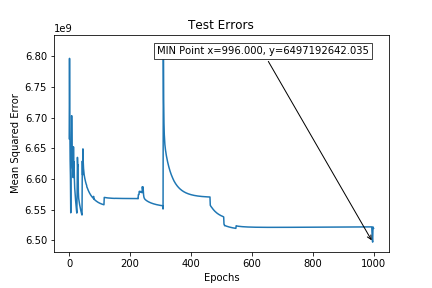 Test Errors
1e9
MIN Point x=996.000, y=6497192642.035
6.80
6.75
6.70
6.65
6.60
6.55
6.50
Mean Squared Error
0
200
400
600
800
1000
Epochs